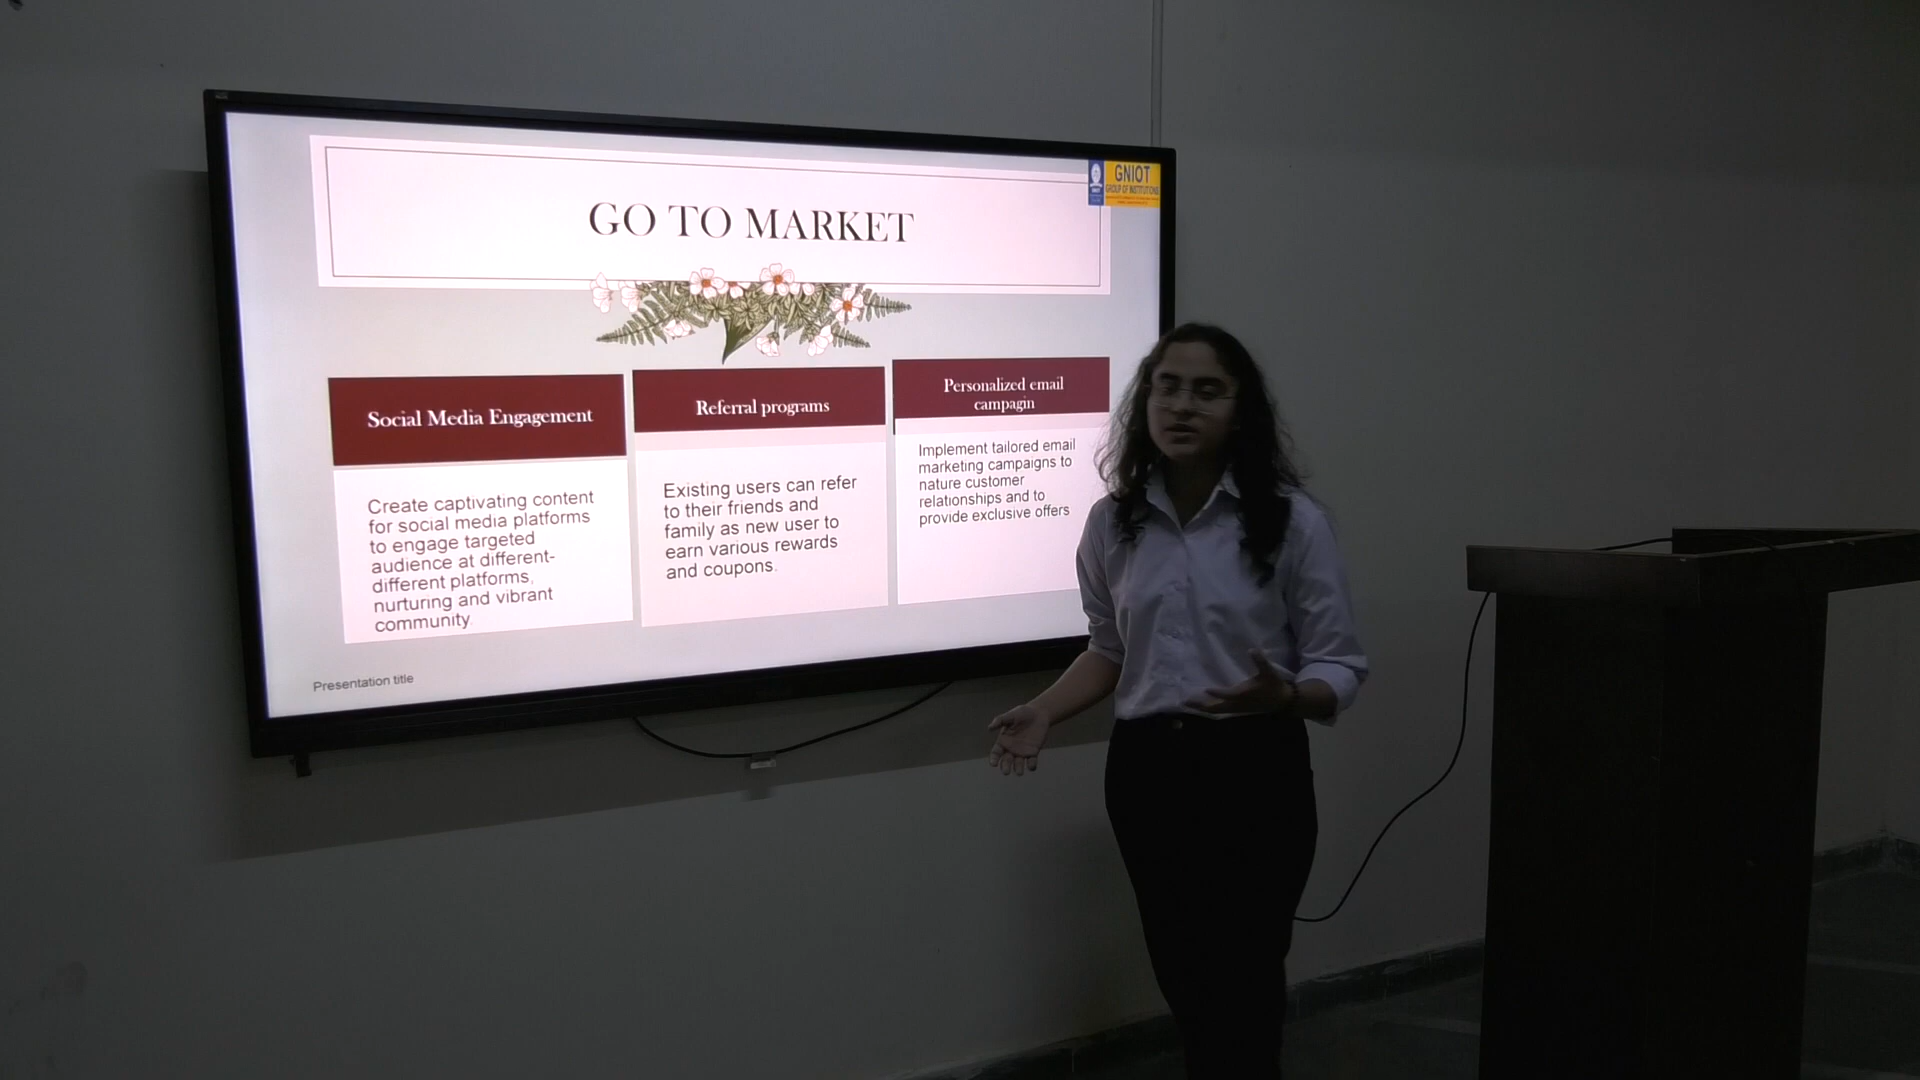 GNIOT
GROUP OF INSTITUTIONS
GO TO MARKET
Social Media Engagement
Create captivating content
for social media platforms
to engage targeted
audience at different-
different platforms,
nurturing and vibrant
community.
Referral programs
Existing users can refer
to their friends and
family as new user to
earn various rewards
and coupons.
Personalized email
campagin
Implement tailored email
marketing campaigns to
nature customer
relationships and to
provide exclusive offers
Presentation title